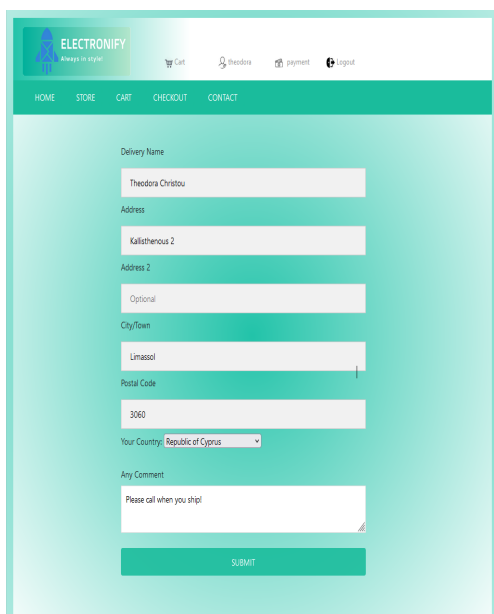 ELECTRONIFY
Always in style!
Cart
theodora
payment
Logout
HOME STORE CART CHECKOUT CONTACT
Delivery Name
Theodora Christou
Address
Kallisthenous 2
Address 2
Optional
City/Town
Limassol
Postal Code
3060
Your Country: Republic of Cyprus
Any Comment
Please call when you ship!
SUBMIT